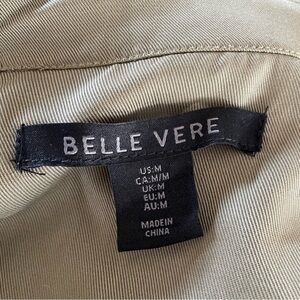 BELLE VERE
US:M
CA:M/M
UK:M
EU:M
AU:M
MADE IN
CHINA